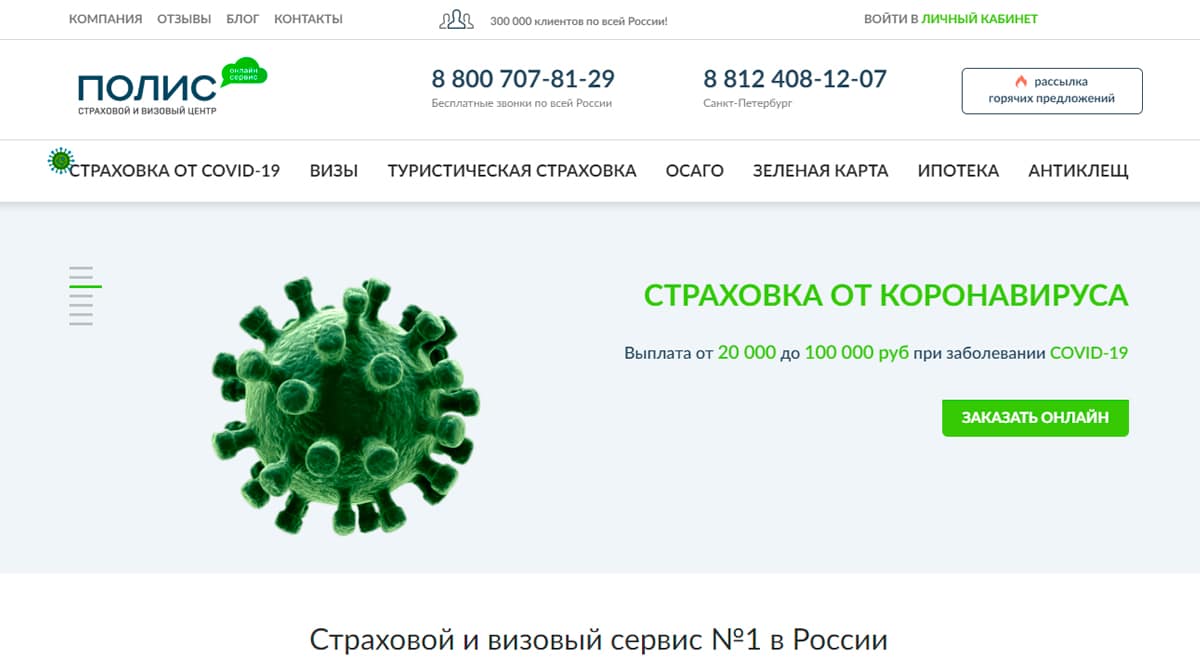 КОМПАНИЯ ОТЗЫВЫ БЛОГ КОНТАКТЫ 300 000 клиентов по всей России! ВОЙТИ В ЛИЧНЫЙ КАБИНЕТ
ПОЛИС
онлайн
сервис
СТРАХОВОЙ И ВИЗОВЫЙ ЦЕНТР
8 800 707-81-29
Бесплатные звонки по всей России
8 812 408-12-07
Санкт-Петербург
рассылка
горячих предложений
СТРАХОВКА ОТ COVID-19 ВИЗЫ ТУРИСТИЧЕСКАЯ СТРАХОВКА ОСАГО ЗЕЛЕНАЯ КАРТА ИПОТЕКА АНТИКЛЕЩ
СТРАХОВКА ОТ КОРОНАВИРУСА
Выплата от 20 000 до 100 000 руб при заболевании COVID-19
ЗАКАЗАТЬ ОНЛАЙН
Страховой и визовый сервис №1 в России